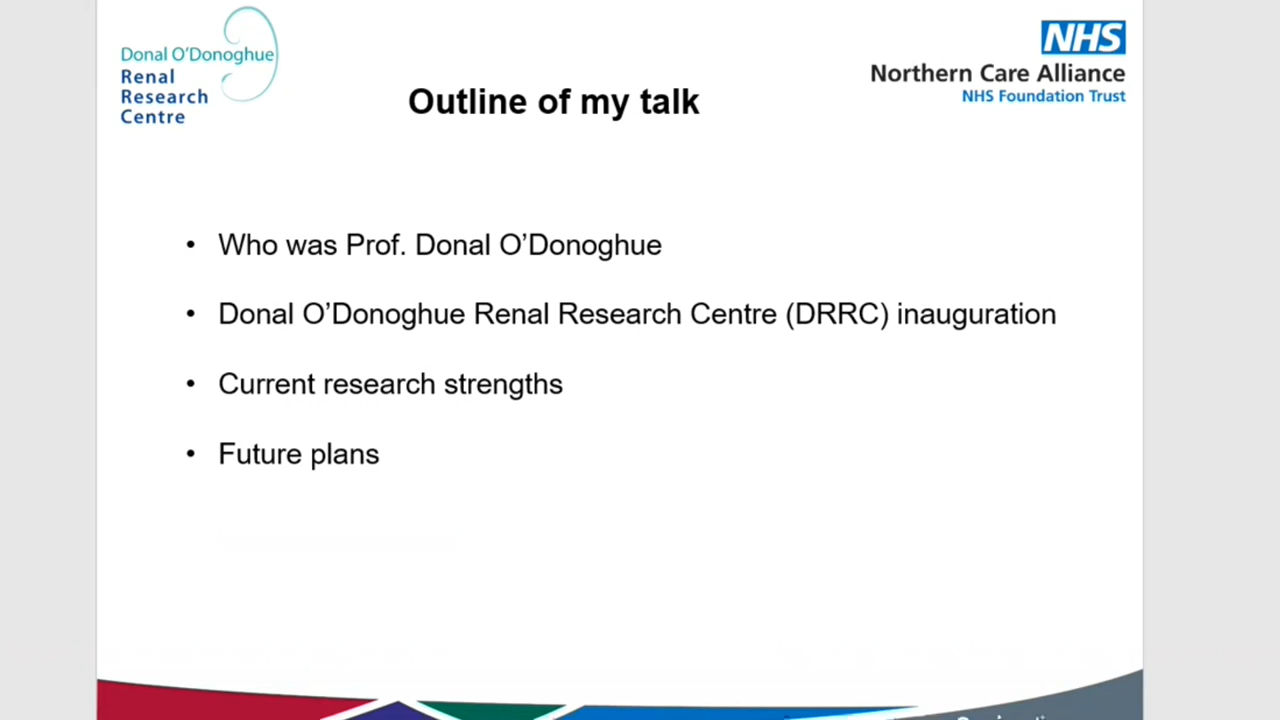 Donal O'Donoghue
Renal
Research
Centre
NHS
Northern Care Alliance
NHS Foundation Trust
Outline of my talk
• Who was Prof. Donal O'Donoghue
• Donal O'Donoghue Renal Research Centre (DRRC) inauguration
• Current research strengths
• Future plans